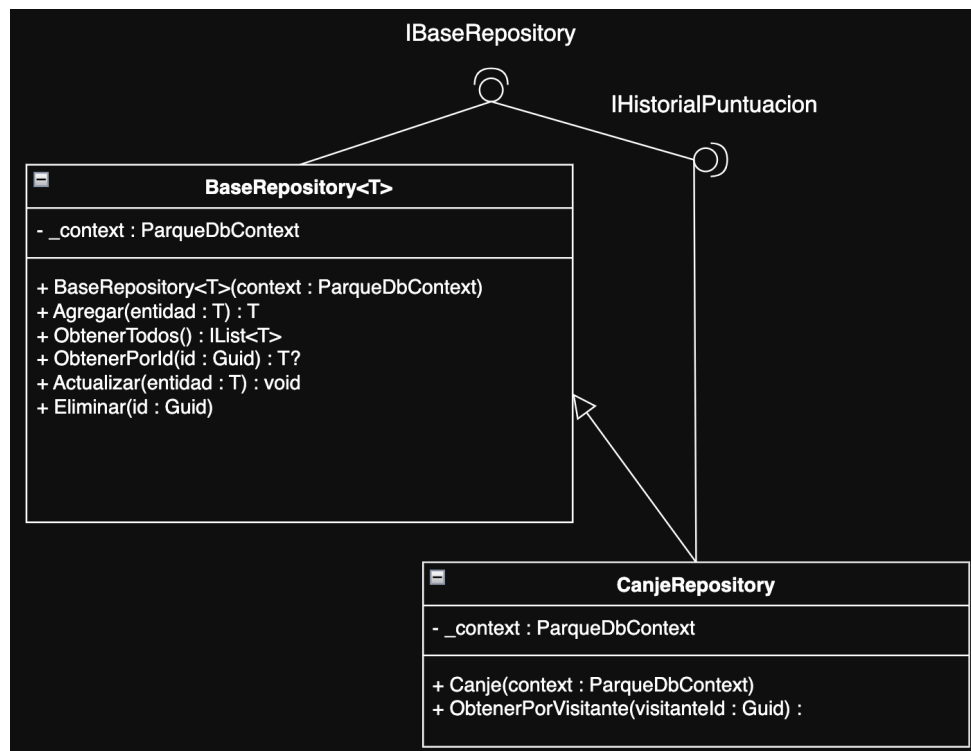 IBaseRepository
IHistorialPuntuacion
BaseRepository<T>
- _context : ParqueDbContext
+ BaseRepository<T>(context : ParqueDbContext)
+ Agregar(entidad : T) : T
+ ObtenerTodos() : IList<T>
+ ObtenerPorId(id : Guid) : T?
+ Actualizar(entidad : T) : void
+ Eliminar(id : Guid)
CanjeRepository
- _context : ParqueDbContext
+ Canje(context : ParqueDbContext)
+ ObtenerPorVisitante(visitanteId : Guid) :